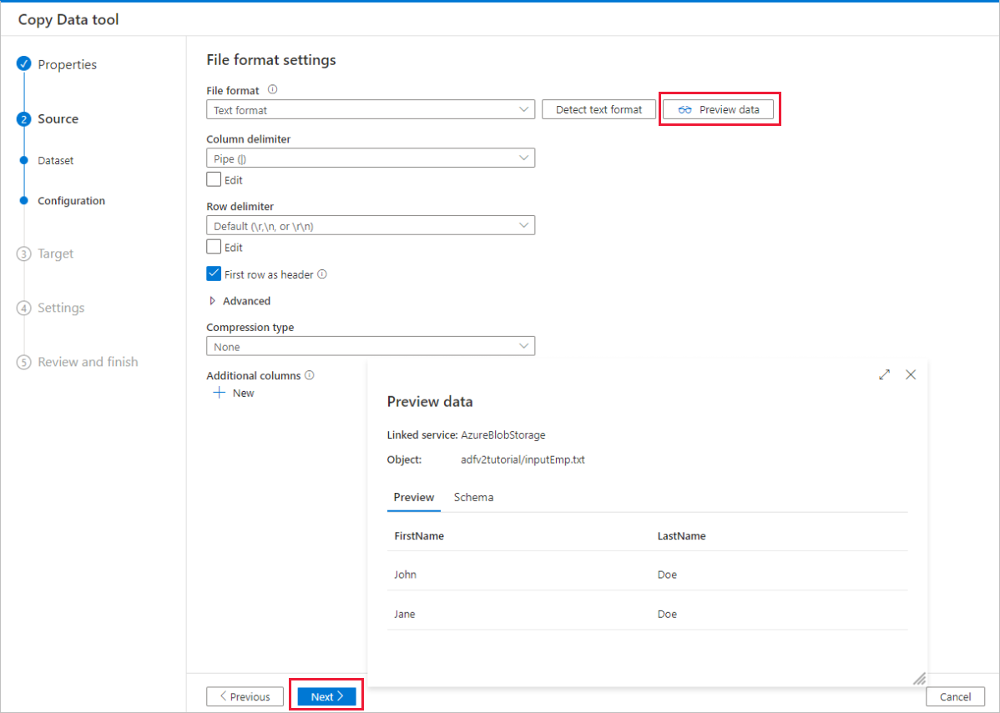 Copy Data tool
Properties
2 Source
Dataset
Configuration
3 Target
4 Settings
5 Review and finish
File format settings
File format
Text format
Detect text format
Preview data
Column delimiter
Pipe (|)
Edit
Row delimiter
Default (\r,\n, or \r\n)
Edit
First row as header
Advanced
Compression type
None
Additional columns
New
Preview data
Linked service: AzureBlobStorage
Object: adfv2tutorial/inputEmp.txt
Preview Schema
FirstName LastName
John Doe
Jane Doe
Previous
Next
Cancel